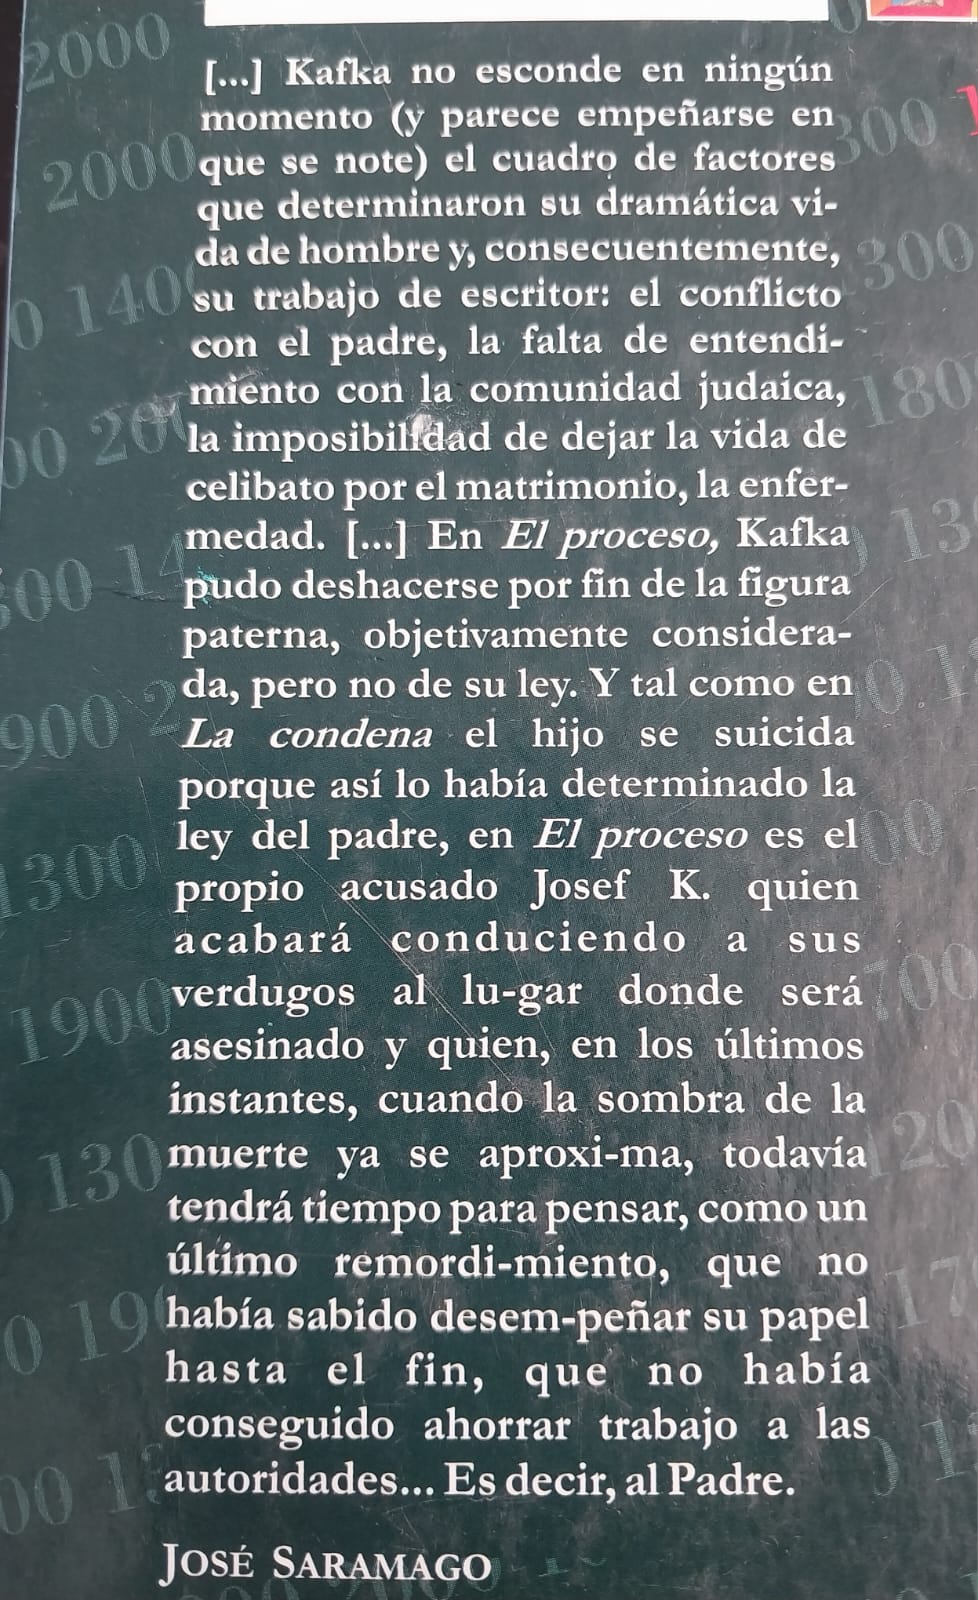 [...] Kafka no esconde en ningún
momento (y parece empeñarse en
que se note) el cuadro de factores
que determinaron su dramática vi-
da de hombre y, consecuentemente,
su trabajo de escritor: el conflicto
con el padre, la falta de entendi-
miento con la comunidad judaica,
la imposibilidad de dejar la vida de
celibato por el matrimonio, la enfer-
medad. [...] En El proceso, Kafka
pudo deshacerse por fin de la figura
paterna, objetivamente considera-
da, pero no de su ley. Y tal como en
La condena el hijo se suicida
porque así lo había determinado la
ley del padre, en El proceso es el
propio acusado Josef K. quien
acabará conduciendo a sus
verdugos al lu-gar donde será
asesinado y quien, en los últimos
instantes, cuando la sombra de la
muerte ya se aproxi-ma, todavía
tendrá tiempo para pensar, como un
último remordi-miento, que no
había sabido desem-peñar su papel
hasta el fin, que no había
conseguido ahorrar trabajo a las
autoridades... Es decir, al Padre.
JOSÉ SARAMAGO